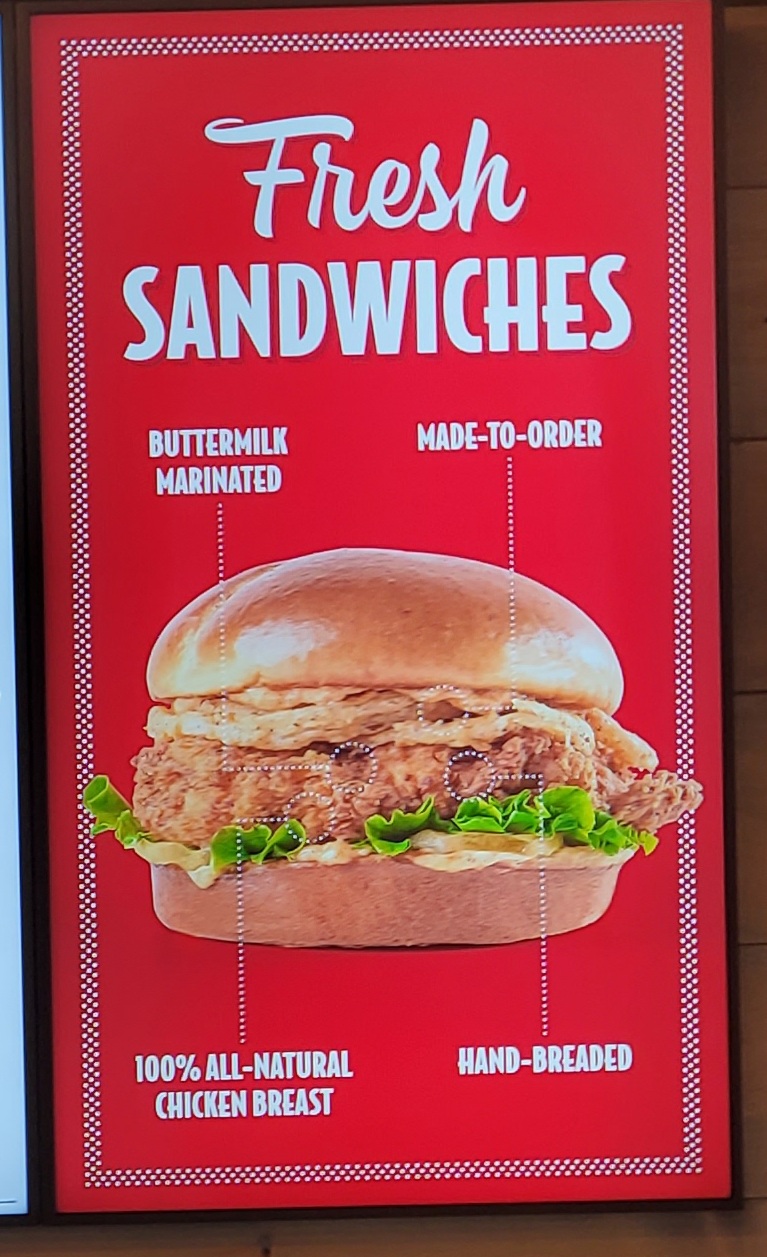 Fresh
SANDWICHES
BUTTERMILK
MARINATED
MADE-TO-ORDER
100% ALL-NATURAL
CHICKEN BREAST
HAND-BREADED